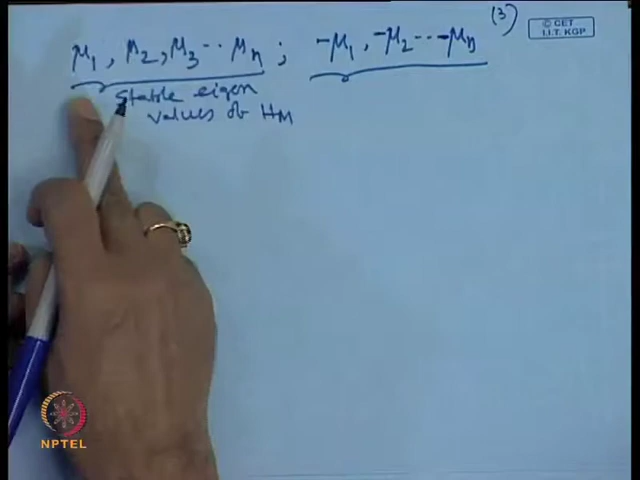 μ₁, μ₂, μ₃ ·· μₙ ; -μ₁, -μ₂ ··· -μₙ
(3)
© CET
I.I.T. KGP
Stable eigen
values of HM
NPTEL